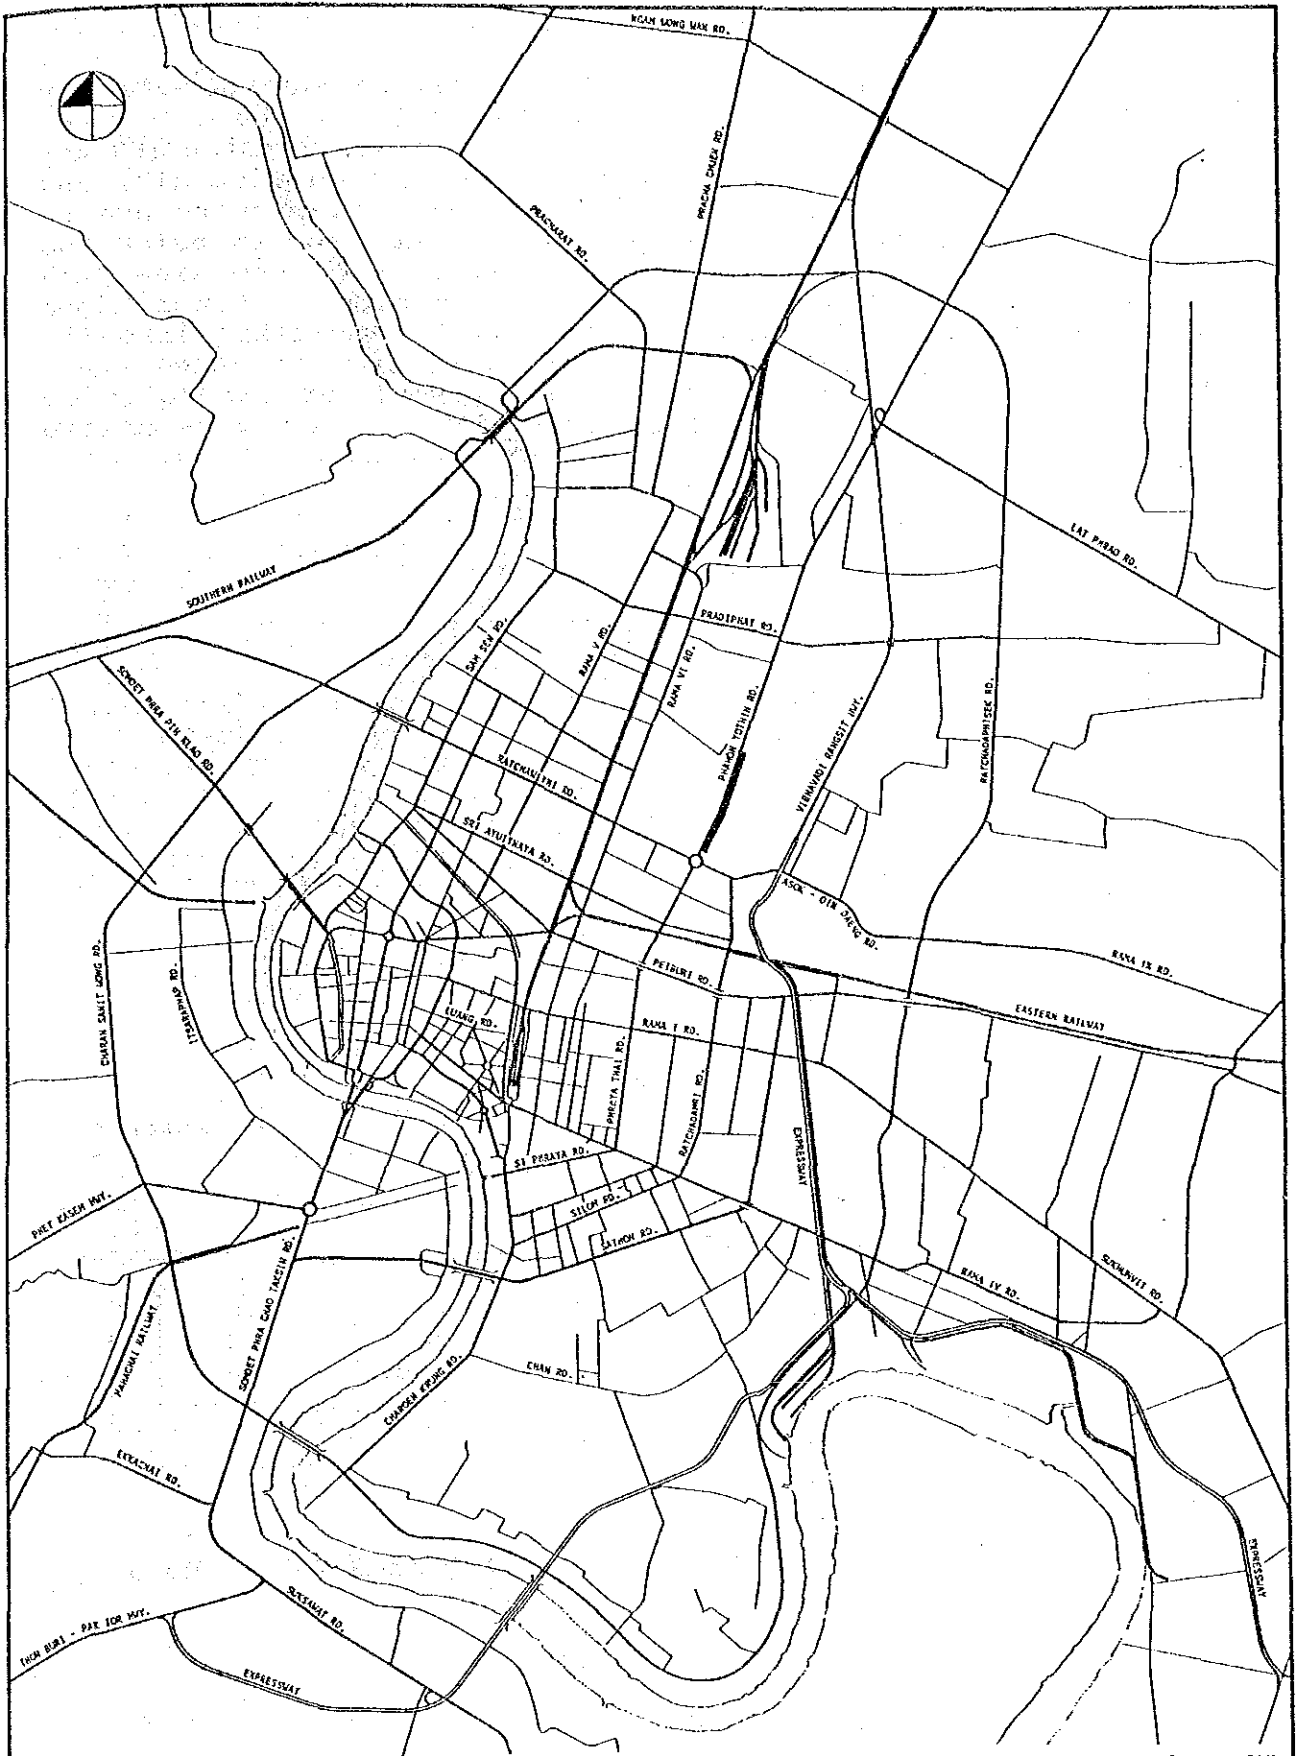 NGAM WONG WAN RD.
PRACHA CHUEN RD.
PRACHARAT RD.
LAT PHRAO RD.
SOUTHERN RAILWAY
PRADIPHAT RD.
SAM SEN RD.
RAMA V RD.
RAMA VI RD.
SOMDET PHRA PIN KLAO RD.
PHAHON YOTHIN RD.
RATCHADAPHISEK RD.
VIBHAVADI RANGSIT HWY.
RATCHAWITHI RD.
SRI AYUTTHAYA RD.
ASOK - DIN DAENG RD.
RAMA IX RD.
CHARAN SANIT WONG RD.
ITSARAPHAP RD.
PETBURI RD.
EASTERN RAILWAY
LUANG RD.
RAMA I RD.
PHRAYA THAI RD.
RATCHADAMRI RD.
EXPRESSWAY
SI PHRAYA RD.
SILOM RD.
SATHON RD.
PHET KASEM HWY.
RAMA IV RD.
SUKHUMVIT RD.
MAHACHAI RAILWAY
SOMDET PHRA CHAO TAKSIN RD.
CHAROEN KRUNG RD.
CHAN RD.
EKKACHAI RD.
EXPRESSWAY
SUKSAWAT RD.
THON BURI - PAK TOR HWY.
EXPRESSWAY